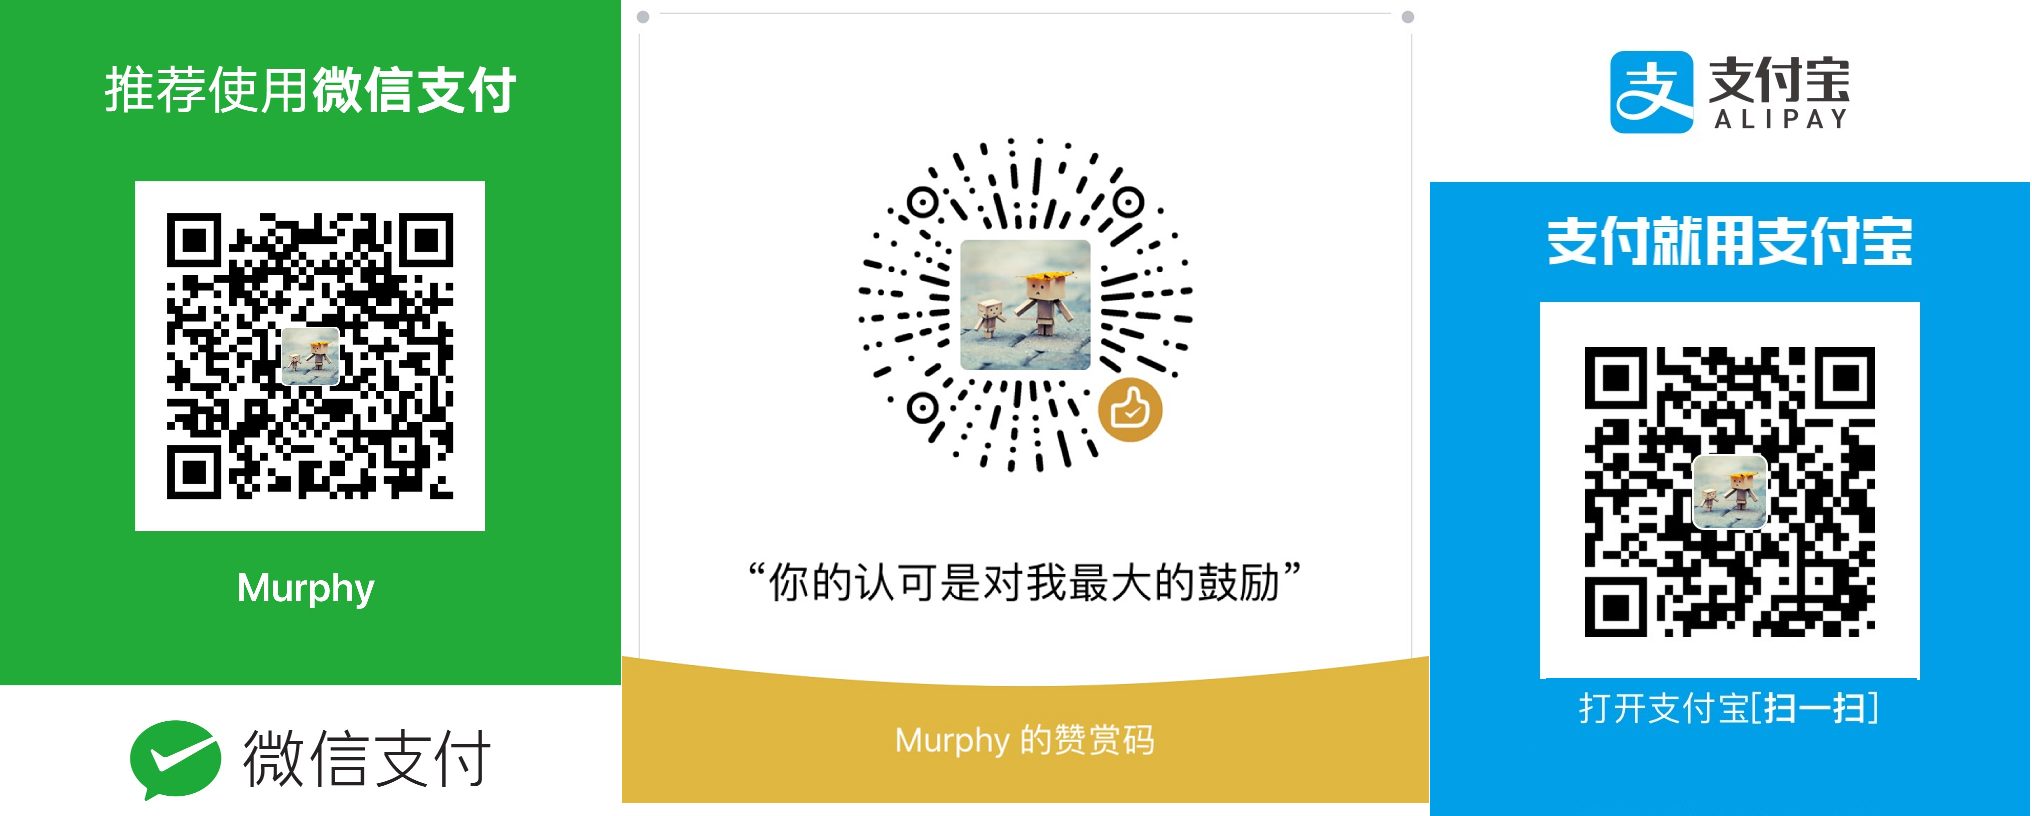 推荐使用微信支付
Murphy
微信支付
“你的认可是对我最大的鼓励”
Murphy 的赞赏码
支付宝
ALIPAY
支付就用支付宝
打开支付宝[扫一扫]